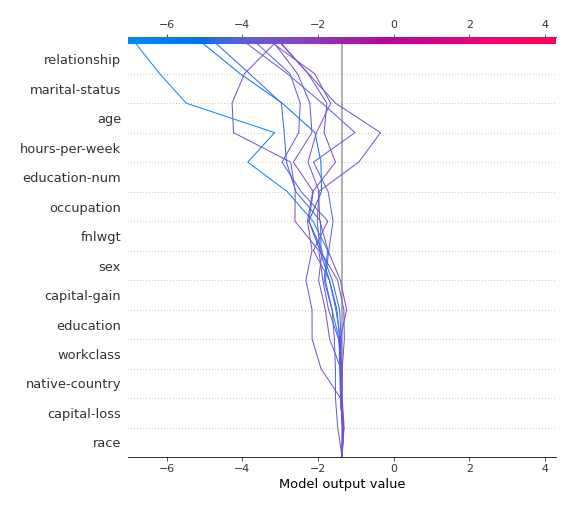 −6 −4 −2 0 2 4
relationship
marital-status
age
hours-per-week
education-num
occupation
fnlwgt
sex
capital-gain
education
workclass
native-country
capital-loss
race
−6 −4 −2 0 2 4
Model output value